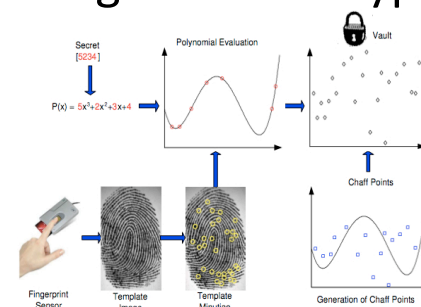 Secret
[5234]
P(x) = 5x³+2x²+3x+4
Polynomial Evaluation
Vault
Chaff Points
Fingerprint
Sensor
Template
Template
Minutiae
Generation of Chaff Points